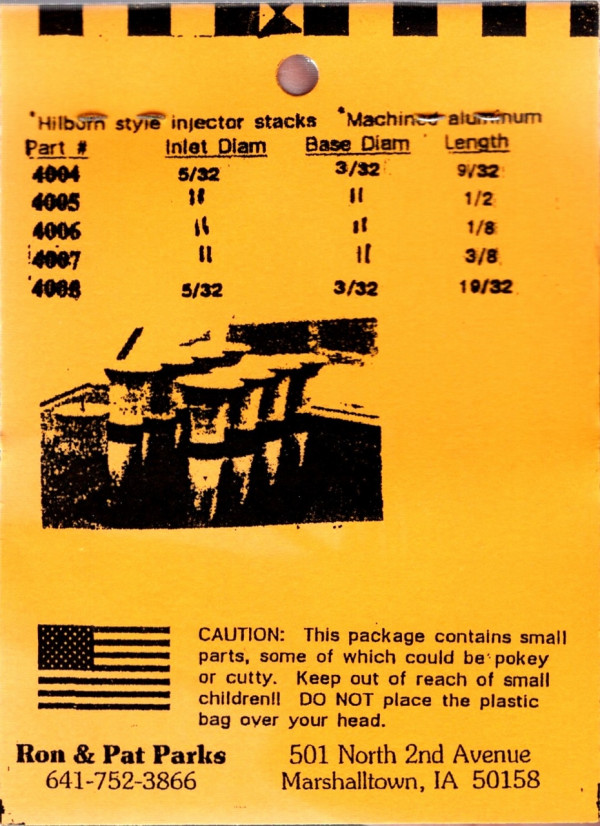 *Hilborn style injector stacks *Machined aluminum
Part # Inlet Diam Base Diam Length
4004 5/32 3/32 9/32
4005 " " 1/2
4006 " " 1/8
4007 " " 3/8
4008 5/32 3/32 19/32
CAUTION: This package contains small
parts, some of which could be pokey
or cutty. Keep out of reach of small
children!! DO NOT place the plastic
bag over your head.
Ron & Pat Parks 501 North 2nd Avenue
641-752-3866 Marshalltown, IA 50158